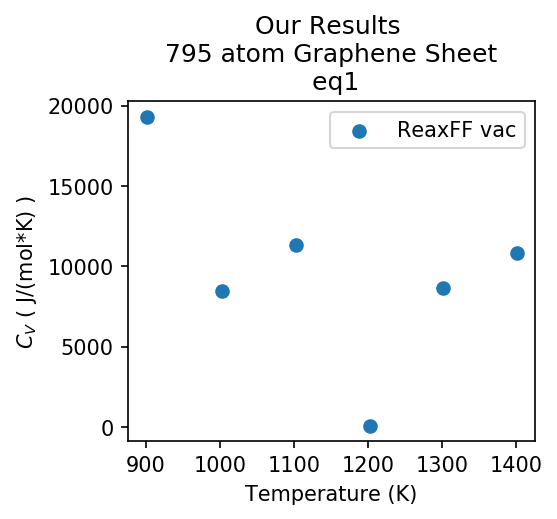 Our Results
795 atom Graphene Sheet
eq1
ReaxFF vac
20000
15000
10000
5000
0
C_V ( J/(mol*K) )
900 1000 1100 1200 1300 1400
Temperature (K)